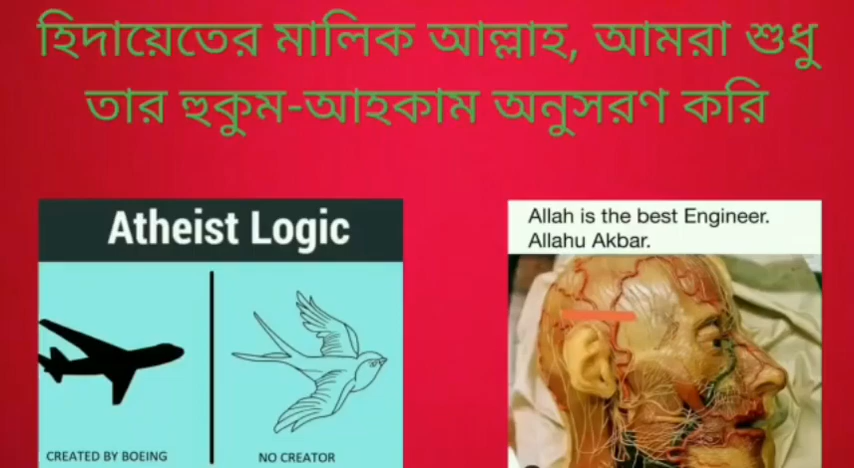 হিদায়েতের মালিক আল্লাহ, আমরা শুধু
তার হুকুম-আহকাম অনুসরণ করি
Atheist Logic
CREATED BY BOEING
NO CREATOR
Allah is the best Engineer.
Allahu Akbar.